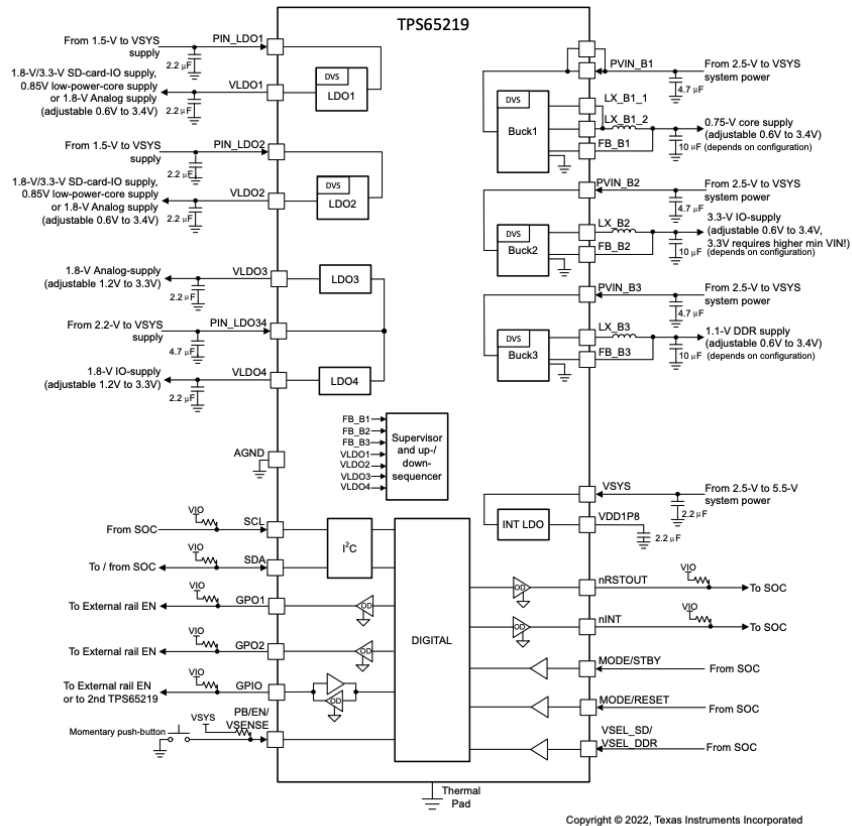 TPS65219
From 1.5-V to VSYS
supply
PIN_LDO1
2.2 μF
1.8-V/3.3-V SD-card-IO supply,
0.85V low-power-core supply
or 1.8-V Analog supply
(adjustable 0.6V to 3.4V)
VLDO1
2.2 μF
DVS
LDO1
From 1.5-V to VSYS
supply
PIN_LDO2
2.2 μF
1.8-V/3.3-V SD-card-IO supply,
0.85V low-power-core supply
or 1.8-V Analog supply
(adjustable 0.6V to 3.4V)
VLDO2
2.2 μF
DVS
LDO2
1.8-V Analog-supply
(adjustable 1.2V to 3.3V)
VLDO3
2.2 μF
LDO3
From 2.2-V to VSYS
supply
PIN_LDO34
4.7 μF
1.8-V IO-supply
(adjustable 1.2V to 3.3V)
VLDO4
2.2 μF
LDO4
PVIN_B1
From 2.5-V to VSYS
system power
4.7 μF
DVS
Buck1
LX_B1_1
LX_B1_2
FB_B1
0.75-V core supply
(adjustable 0.6V to 3.4V)
(depends on configuration)
10 μF
PVIN_B2
From 2.5-V to VSYS
system power
4.7 μF
DVS
Buck2
LX_B2
FB_B2
3.3-V IO-supply
(adjustable 0.6V to 3.4V,
3.3V requires higher min VIN!)
(depends on configuration)
10 μF
PVIN_B3
From 2.5-V to VSYS
system power
4.7 μF
DVS
Buck3
LX_B3
FB_B3
1.1-V DDR supply
(adjustable 0.6V to 3.4V)
(depends on configuration)
10 μF
FB_B1
FB_B2
FB_B3
VLDO1
VLDO2
VLDO3
VLDO4
Supervisor
and up-/
down-
sequencer
AGND
VSYS
From 2.5-V to 5.5-V
system power
2.2 μF
INT LDO
VDD1P8
2.2 μF
From SOC
VIO
SCL
I2C
To / from SOC
VIO
SDA
To External rail EN
VIO
GPO1
OD
To External rail EN
VIO
GPO2
OD
To External rail EN
or to 2nd TPS65219
VIO
GPIO
OD
Momentary push-button
VSYS
PB/EN/
VSENSE
DIGITAL
OD
nRSTOUT
VIO
To SOC
OD
nINT
VIO
To SOC
MODE/STBY
From SOC
MODE/RESET
From SOC
VSEL_SD/
VSEL_DDR
From SOC
Thermal
Pad
Copyright © 2022, Texas Instruments Incorporated